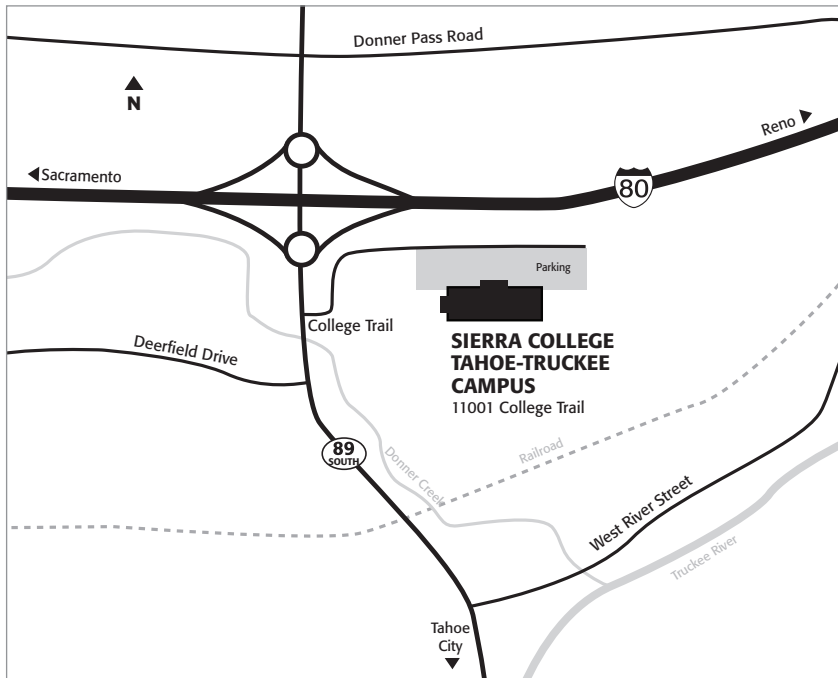 Donner Pass Road
N
Reno
Sacramento
80
Parking
College Trail
SIERRA COLLEGE
TAHOE-TRUCKEE
CAMPUS
11001 College Trail
Deerfield Drive
89
SOUTH
Donner Creek
Railroad
West River Street
Truckee River
Tahoe
City